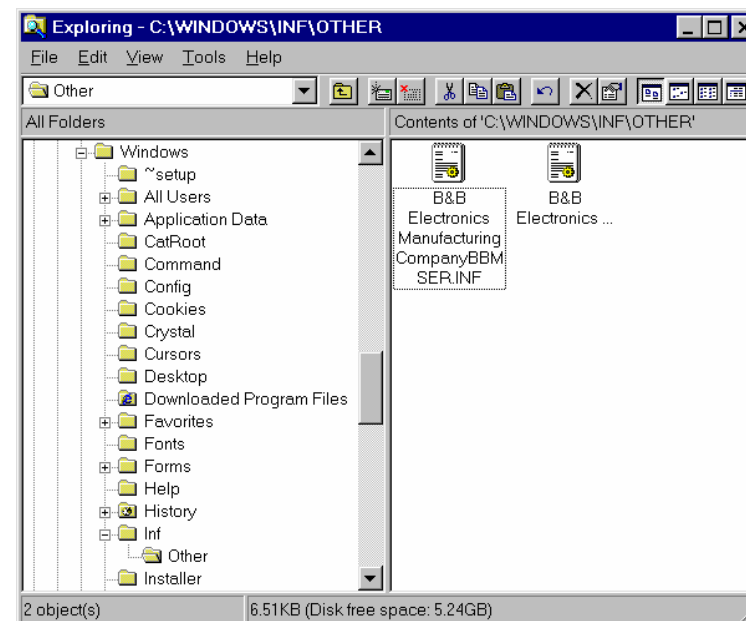 Exploring - C:\WINDOWS\INF\OTHER
File Edit View Tools Help
Other
All Folders
Contents of 'C:\WINDOWS\INF\OTHER'
Windows
~setup
All Users
Application Data
CatRoot
Command
Config
Cookies
Crystal
Cursors
Desktop
Downloaded Program Files
Favorites
Fonts
Forms
Help
History
Inf
Other
Installer
B&B
Electronics
Manufacturing
CompanyBBM
SER.INF
B&B
Electronics ...
2 object(s)
6.51KB (Disk free space: 5.24GB)